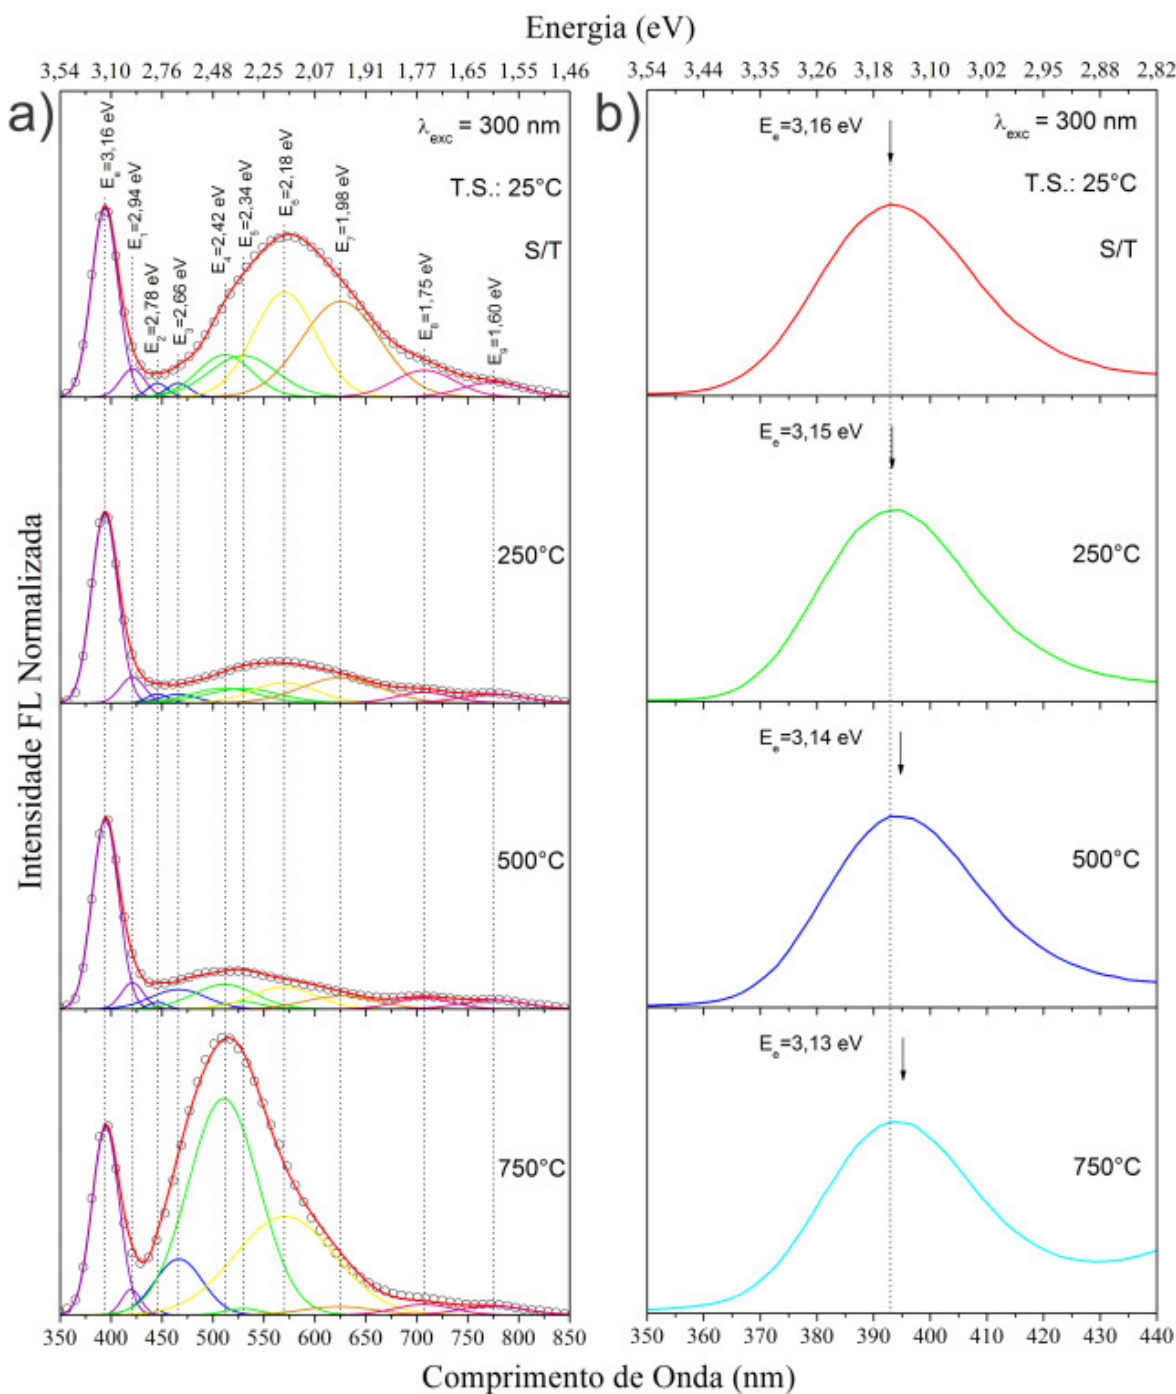 Energia (eV)
3,54 3,10 2,76 2,48 2,25 2,07 1,91 1,77 1,65 1,55 1,46
3,54 3,44 3,35 3,26 3,18 3,10 3,02 2,95 2,88 2,82
a)
λexc = 300 nm
T.S.: 25°C
S/T
Ee=3,16 eV
E1=2,94 eV
E2=2,78 eV
E3=2,66 eV
E4=2,42 eV
E5=2,34 eV
E6=2,18 eV
E7=1,98 eV
E8=1,75 eV
E9=1,60 eV
250°C
500°C
750°C
350 400 450 500 550 600 650 700 750 800 850
b)
Ee=3,16 eV
λexc = 300 nm
T.S.: 25°C
S/T
Ee=3,15 eV
250°C
Ee=3,14 eV
500°C
Ee=3,13 eV
750°C
350 360 370 380 390 400 410 420 430 440
Intensidade FL Normalizada
Comprimento de Onda (nm)